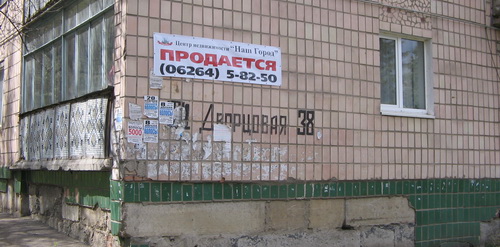 Центр недвижимости "Наш Город"
ПРОДАЕТСЯ
(06264) 5-82-50
Дворцовая 38